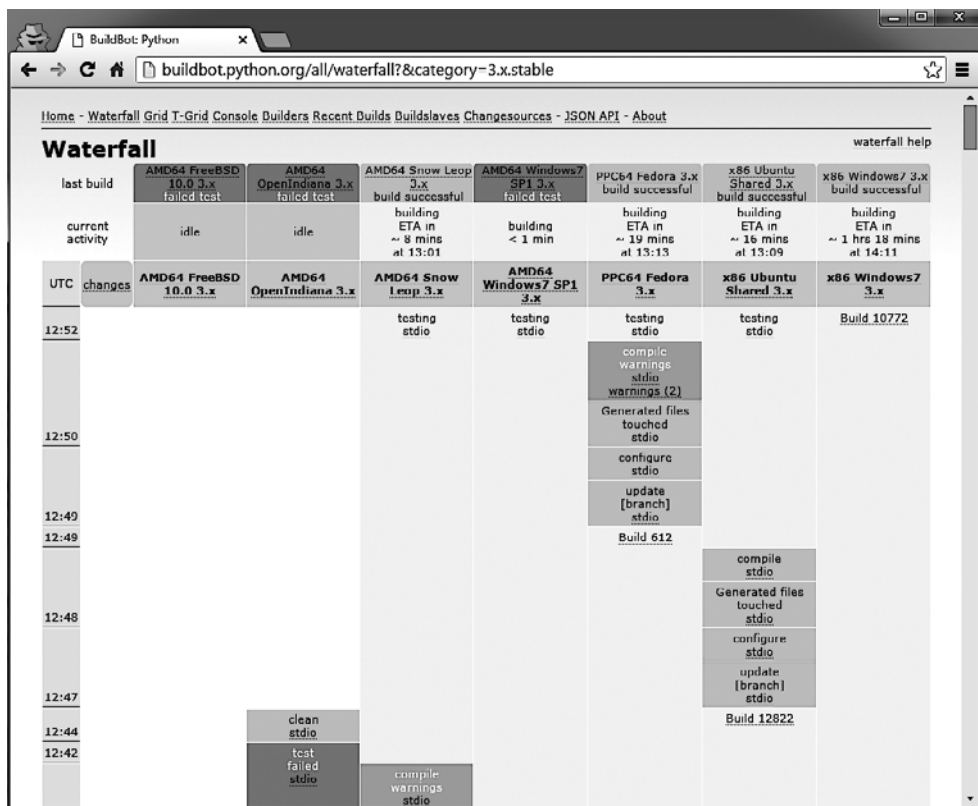 BuildBot: Python
buildbot.python.org/all/waterfall?&category=3.x.stable
Home - Waterfall Grid T-Grid Console Builders Recent Builds Buildslaves Changesources - JSON API - About
Waterfall
waterfall help
last build
AMD64 FreeBSD
10.0 3.x
failed test
AMD64
OpenIndiana 3.x
failed test
AMD64 Snow Leop
3.x
build successful
AMD64 Windows7
SP1 3.x
failed test
PPC64 Fedora 3.x
build successful
x86 Ubuntu
Shared 3.x
build successful
x86 Windows7 3.x
build successful
current
activity
idle
idle
building
ETA in
~ 8 mins
at 13:01
building
< 1 min
building
ETA in
~ 19 mins
at 13:13
building
ETA in
~ 16 mins
at 13:09
building
ETA in
~ 1 hrs 18 mins
at 14:11
UTC
changes
AMD64 FreeBSD
10.0 3.x
AMD64
OpenIndiana 3.x
AMD64 Snow
Leop 3.x
AMD64
Windows7 SP1
3.x
PPC64 Fedora
3.x
x86 Ubuntu
Shared 3.x
x86 Windows7
3.x
12:52
testing
stdio
testing
stdio
testing
stdio
testing
stdio
Build 10772
compile
warnings
stdio
warnings (2)
Generated files
touched
stdio
12:50
configure
stdio
update
[branch]
stdio
12:49
12:49
Build 612
compile
stdio
Generated files
touched
stdio
12:48
configure
stdio
update
[branch]
stdio
12:47
clean
stdio
12:44
Build 12822
12:42
test
failed
stdio
compile
warnings
stdio